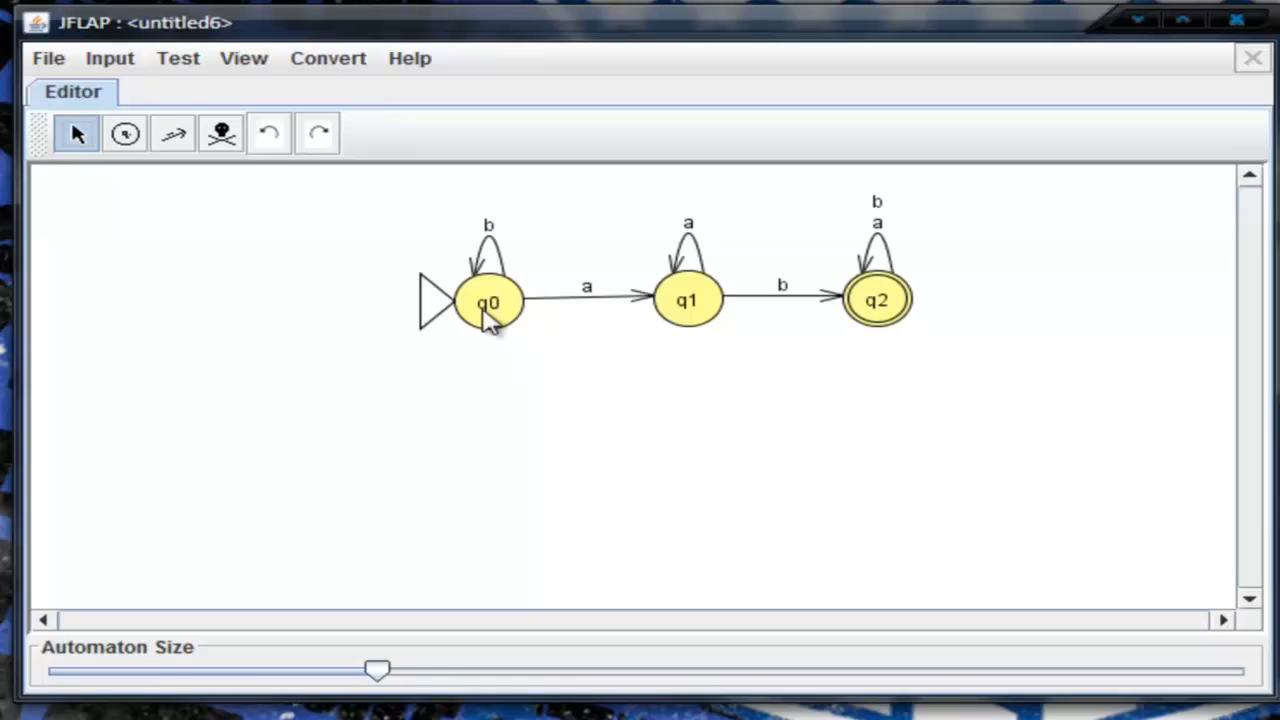 JFLAP : <untitled6>
File Input Test View Convert Help
Editor
b
b a a
a b
q0 q1 q2
Automaton Size